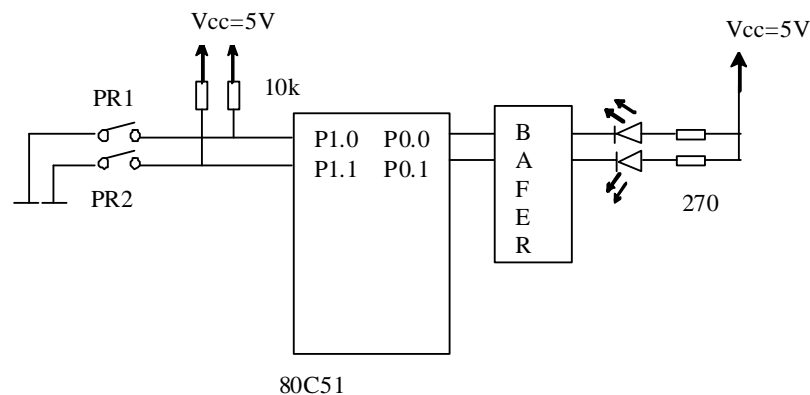 Vcc=5V
Vcc=5V
10k
PR1
PR2
P1.0 P0.0
P1.1 P0.1
B
A
F
E
R
270
80C51